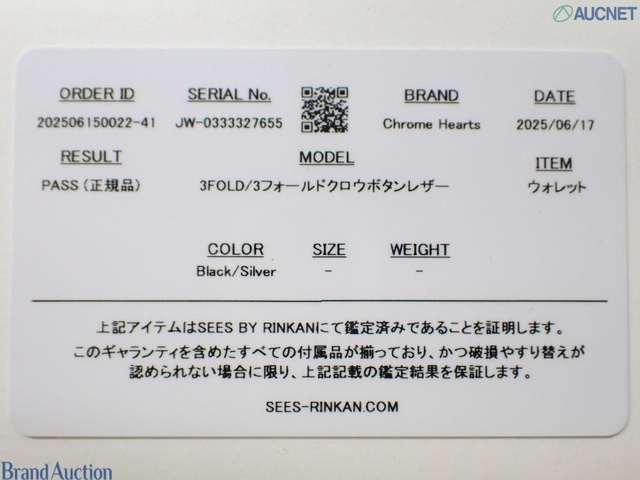 AUCNET
ORDER ID SERIAL No. BRAND DATE
202506150022-41 JW-0333327655 Chrome Hearts 2025/06/17
RESULT MODEL ITEM
PASS(正規品) 3FOLD/3フォールドクロウボタンレザー ウォレット
COLOR SIZE WEIGHT
Black/Silver - -
上記アイテムはSEES BY RINKANにて鑑定済みであることを証明します。
このギャランティを含めたすべての付属品が揃っており、かつ破損やすり替えが
認められない場合に限り、上記記載の鑑定結果を保証します。
SEES-RINKAN.COM
Brand Auction